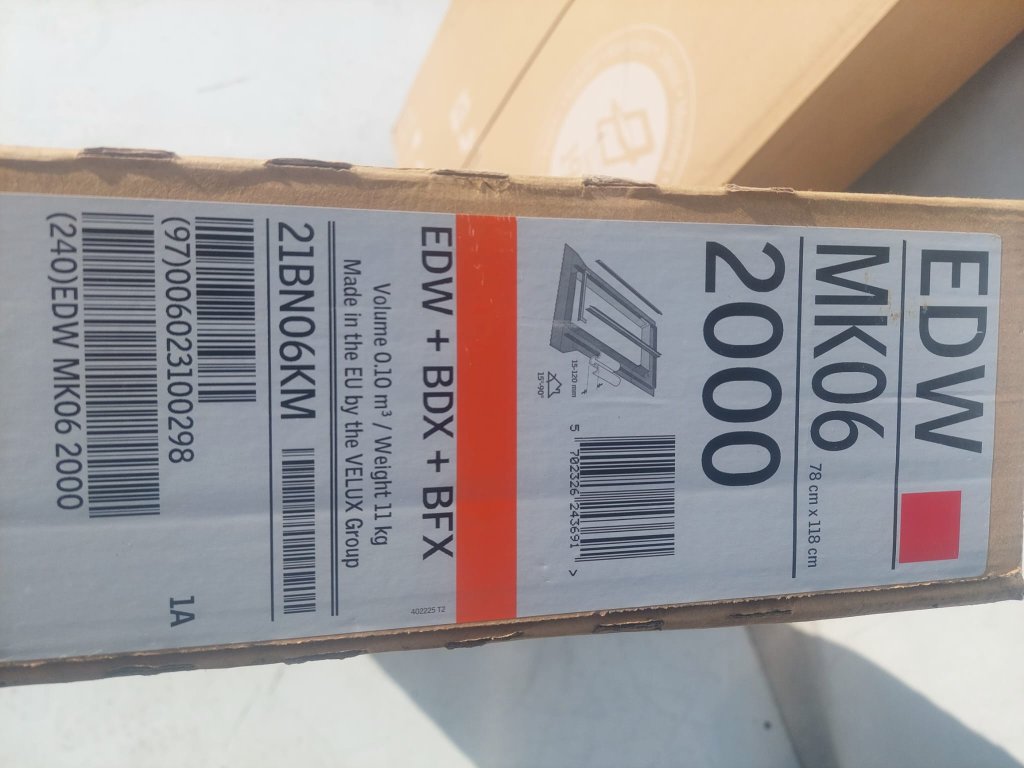 EDW
MK06 78 cm x 118 cm
2000
15-120 mm
15°-90°
5 702326 243691 >
EDW + BDX + BFX
Volume 0.10 m³ / Weight 11 kg
Made in the EU by the VELUX Group
402225 T2
21BN06KM
(97)006023100298
1A
(240)EDW MK06 2000